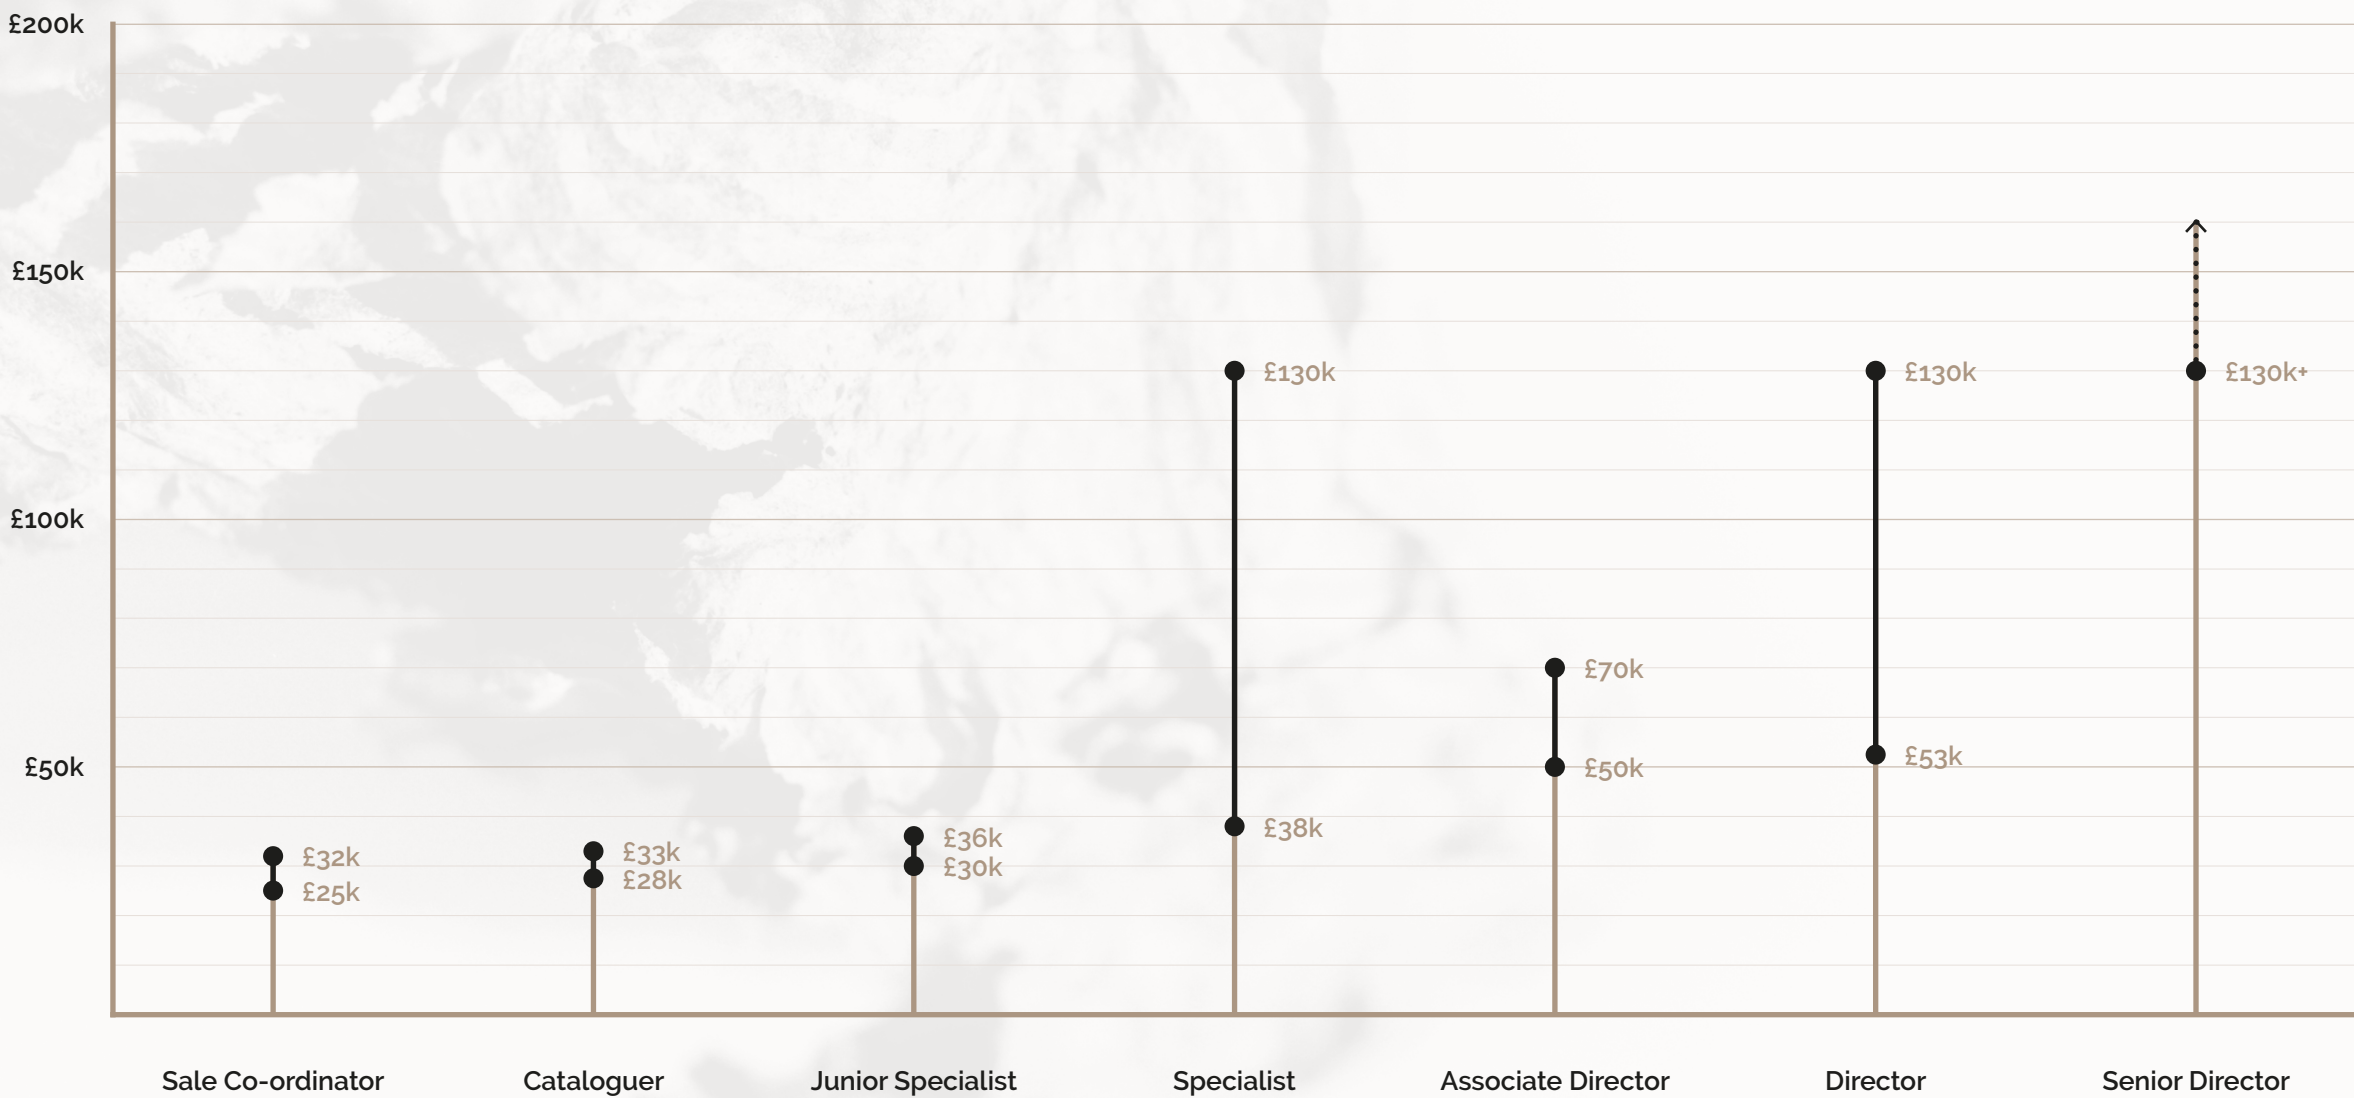 £200k
£150k
£100k
£50k
£32k
£25k
£33k
£28k
£36k
£30k
£130k
£38k
£70k
£50k
£130k
£53k
£130k+
Sale Co-ordinator
Cataloguer
Junior Specialist
Specialist
Associate Director
Director
Senior Director